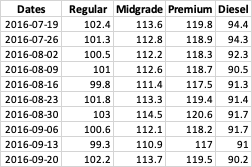 Dates Regular Midgrade Premium Diesel
2016-07-19 102.4 113.6 119.8 94.4
2016-07-26 101.3 112.8 118.9 94.3
2016-08-02 100.5 112.2 118.3 92.3
2016-08-09 101 112.6 118.7 90.5
2016-08-16 99.8 111.4 117.5 91.3
2016-08-23 101.8 113.3 119.4 91.4
2016-08-30 103 114.5 120.6 91.7
2016-09-06 100.6 112.1 118.2 91.7
2016-09-13 99.3 110.9 117 91
2016-09-20 102.2 113.7 119.5 90.2